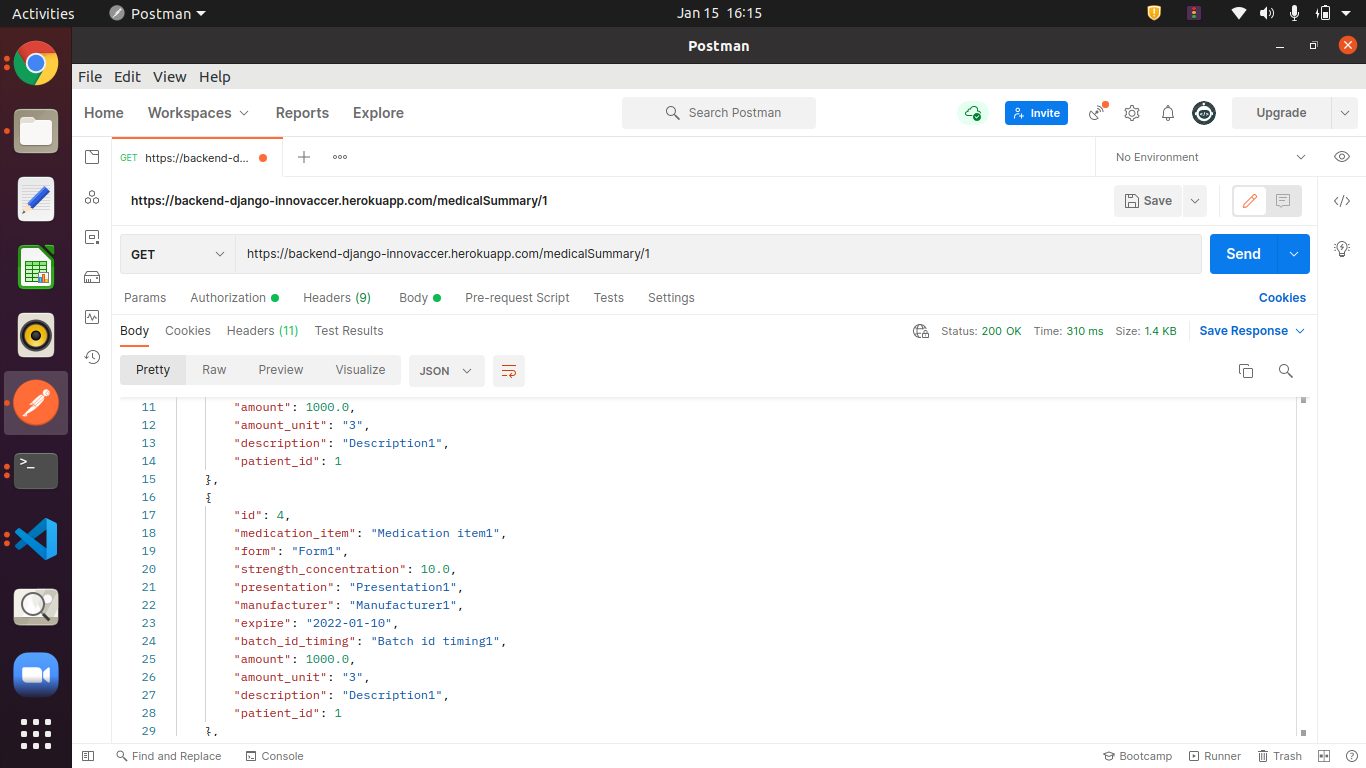 Activities Postman Jan 15 16:15
Postman
File Edit View Help
Home Workspaces Reports Explore Search Postman Invite Upgrade
GET https://backend-d... No Environment
https://backend-django-innovaccer.herokuapp.com/medicalSummary/1 Save
GET https://backend-django-innovaccer.herokuapp.com/medicalSummary/1 Send
Params Authorization Headers (9) Body Pre-request Script Tests Settings Cookies
Body Cookies Headers (11) Test Results Status: 200 OK Time: 310 ms Size: 1.4 KB Save Response
Pretty Raw Preview Visualize JSON
11 "amount": 1000.0,
12 "amount_unit": "3",
13 "description": "Description1",
14 "patient_id": 1
15 },
16 {
17 "id": 4,
18 "medication_item": "Medication item1",
19 "form": "Form1",
20 "strength_concentration": 10.0,
21 "presentation": "Presentation1",
22 "manufacturer": "Manufacturer1",
23 "expire": "2022-01-10",
24 "batch_id_timing": "Batch id timing1",
25 "amount": 1000.0,
26 "amount_unit": "3",
27 "description": "Description1",
28 "patient_id": 1
29 },
Find and Replace Console Bootcamp Runner Trash